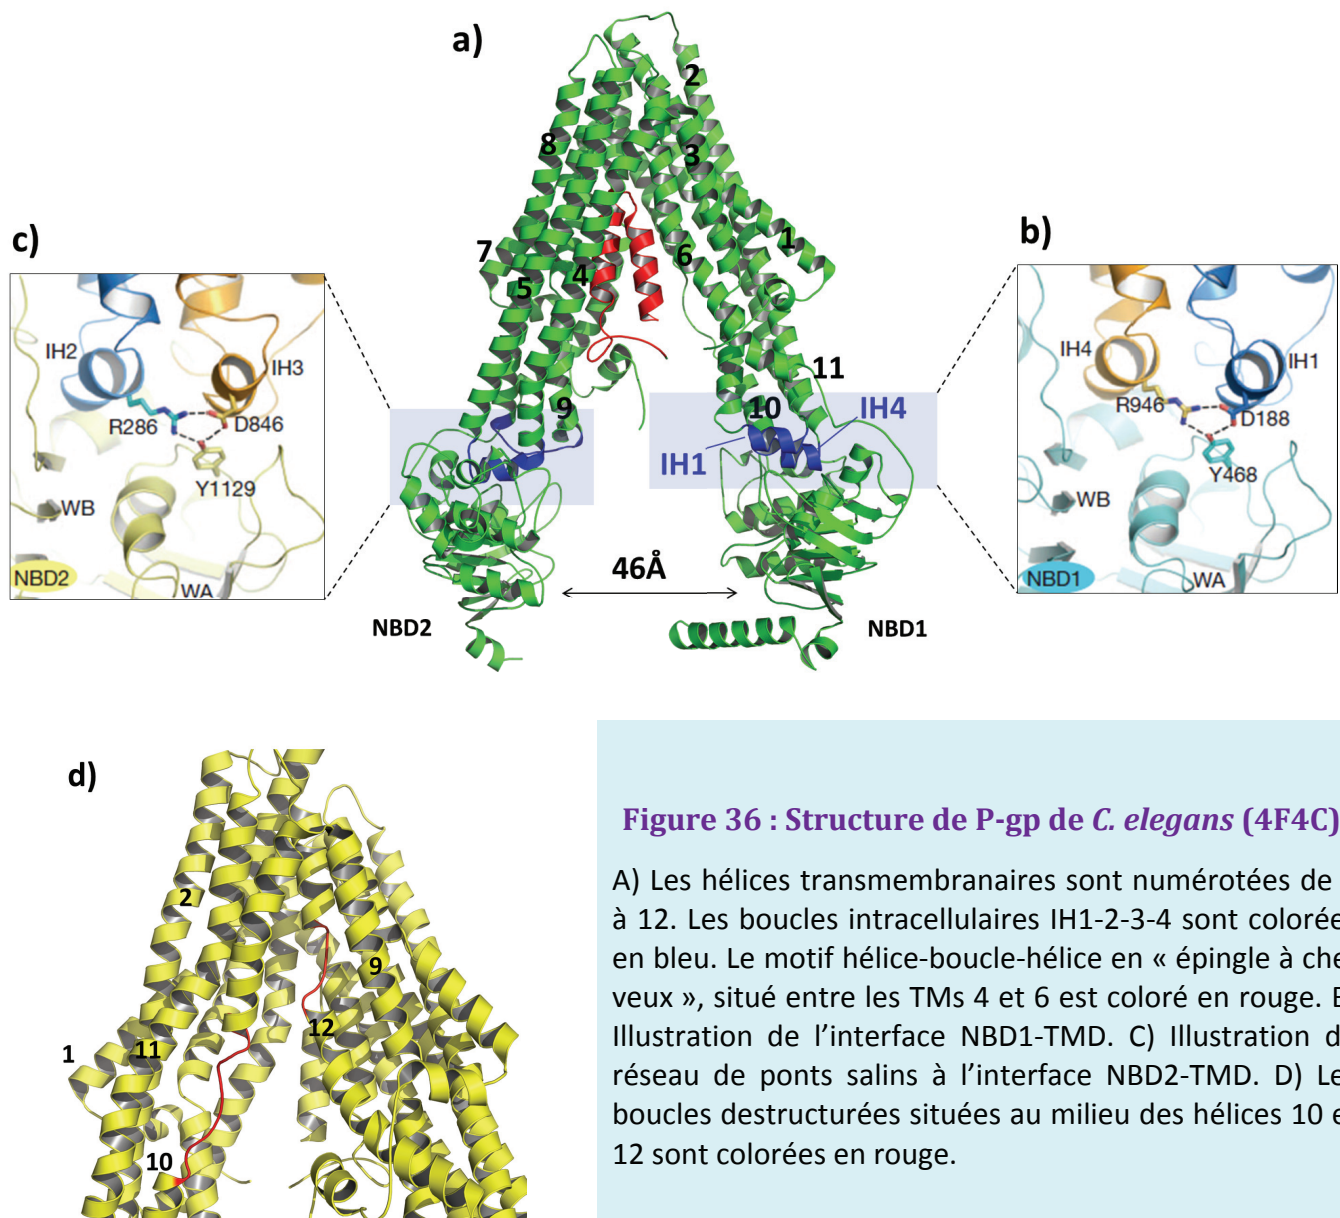 a)
2
8
3
c)
b)
7
1
6
4
5
IH2
IH3
R286
D846
Y1129
WB
NBD2
WA
11
9
10
IH4
IH1
46Å
NBD2
NBD1
IH4
IH1
R946
D188
Y468
WB
NBD1
WA
d)
2
9
12
1
11
10
Figure 36 : Structure de P-gp de C. elegans (4F4C)
A) Les hélices transmembranaires sont numérotées de
à 12. Les boucles intracellulaires IH1-2-3-4 sont colorée
en bleu. Le motif hélice-boucle-hélice en « épingle à che
veux », situé entre les TMs 4 et 6 est coloré en rouge. B
Illustration de l’interface NBD1-TMD. C) Illustration d
réseau de ponts salins à l’interface NBD2-TMD. D) Le
boucles destructurées situées au milieu des hélices 10 e
12 sont colorées en rouge.